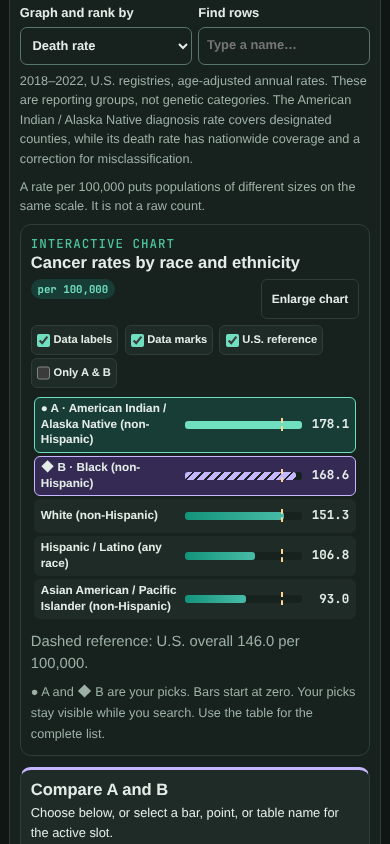 Graph and rank by
Find rows
Death rate
Type a name…
2018–2022, U.S. registries, age-adjusted annual rates. These
are reporting groups, not genetic categories. The American
Indian / Alaska Native diagnosis rate covers designated
counties, while its death rate has nationwide coverage and a
correction for misclassification.
A rate per 100,000 puts populations of different sizes on the
same scale. It is not a raw count.
INTERACTIVE CHART
Cancer rates by race and ethnicity
per 100,000
Enlarge chart
Data labels
Data marks
U.S. reference
Only A & B
● A · American Indian /
Alaska Native (non-
Hispanic)
178.1
◆ B · Black (non-
Hispanic)
168.6
White (non-Hispanic)
151.3
Hispanic / Latino (any
race)
106.8
Asian American / Pacific
Islander (non-Hispanic)
93.0
Dashed reference: U.S. overall 146.0 per
100,000.
● A and ◆ B are your picks. Bars start at zero. Your picks
stay visible while you search. Use the table for the
complete list.
Compare A and B
Choose below, or select a bar, point, or table name for
the active slot.